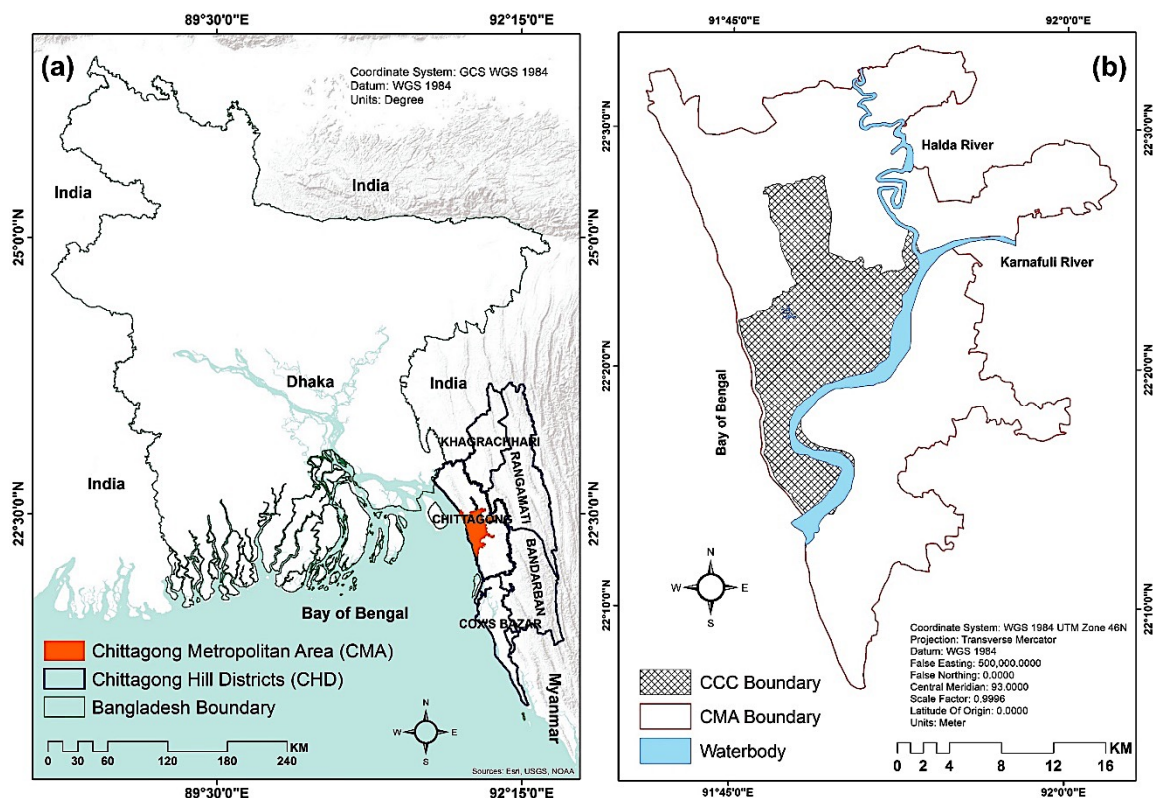 89°30'0"E
92°15'0"E
(a)
Coordinate System: GCS WGS 1984
Datum: WGS 1984
Units: Degree
India
India
25°0'0"N
25°0'0"N
Dhaka
India
KHAGRACHHARI
RANGAMATI
India
22°30'0"N
22°30'0"N
CHITTAGONG
BANDARBAN
Bay of Bengal
COX'S BAZAR
Chittagong Metropolitan Area (CMA)
Chittagong Hill Districts (CHD)
Bangladesh Boundary
Myanmar
N
W E
S
KM
0 30 60 120 180 240
Sources: Esri, USGS, NOAA
89°30'0"E
92°15'0"E
91°45'0"E
92°0'0"E
(b)
22°30'0"N
22°30'0"N
Halda River
Karnafuli River
22°20'0"N
22°20'0"N
Bay of Bengal
N
W E
S
22°10'0"N
22°10'0"N
Coordinate System: WGS 1984 UTM Zone 46N
Projection: Transverse Mercator
Datum: WGS 1984
False Easting: 500,000.0000
False Northing: 0.0000
Central Meridian: 93.0000
Scale Factor: 0.9996
Latitude Of Origin: 0.0000
Units: Meter
CCC Boundary
CMA Boundary
Waterbody
KM
0 2 4 8 12 16
91°45'0"E
92°0'0"E